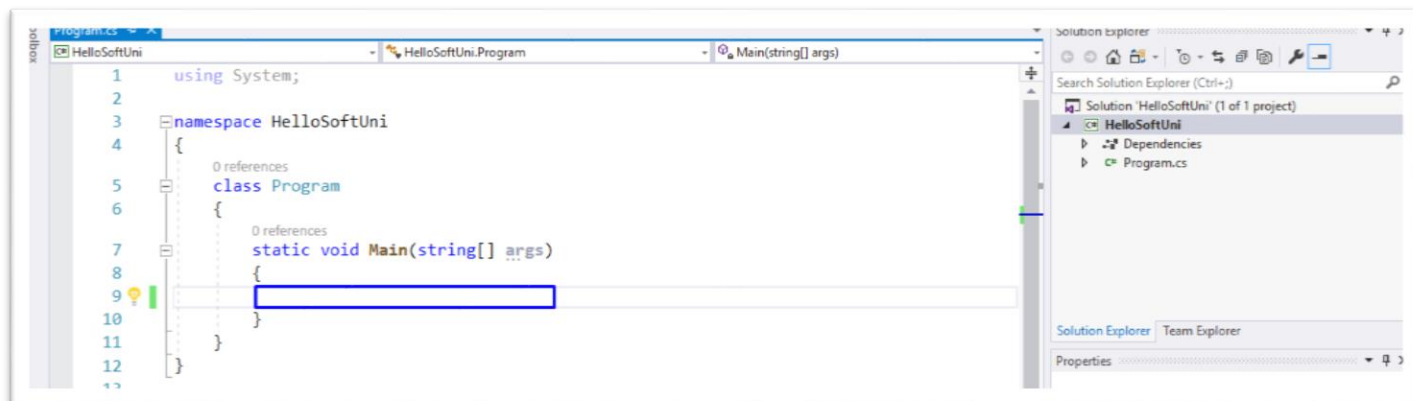 Program.cs
Solution Explorer
HelloSoftUni
HelloSoftUni.Program
Main(string[] args)
Search Solution Explorer (Ctrl+;)
Solution 'HelloSoftUni' (1 of 1 project)
HelloSoftUni
Dependencies
Program.cs
1 using System;
2
3 namespace HelloSoftUni
4 {
0 references
5 class Program
6 {
0 references
7 static void Main(string[] args)
8 {
9
10 }
11 }
12 }
13
Solution Explorer Team Explorer
Properties